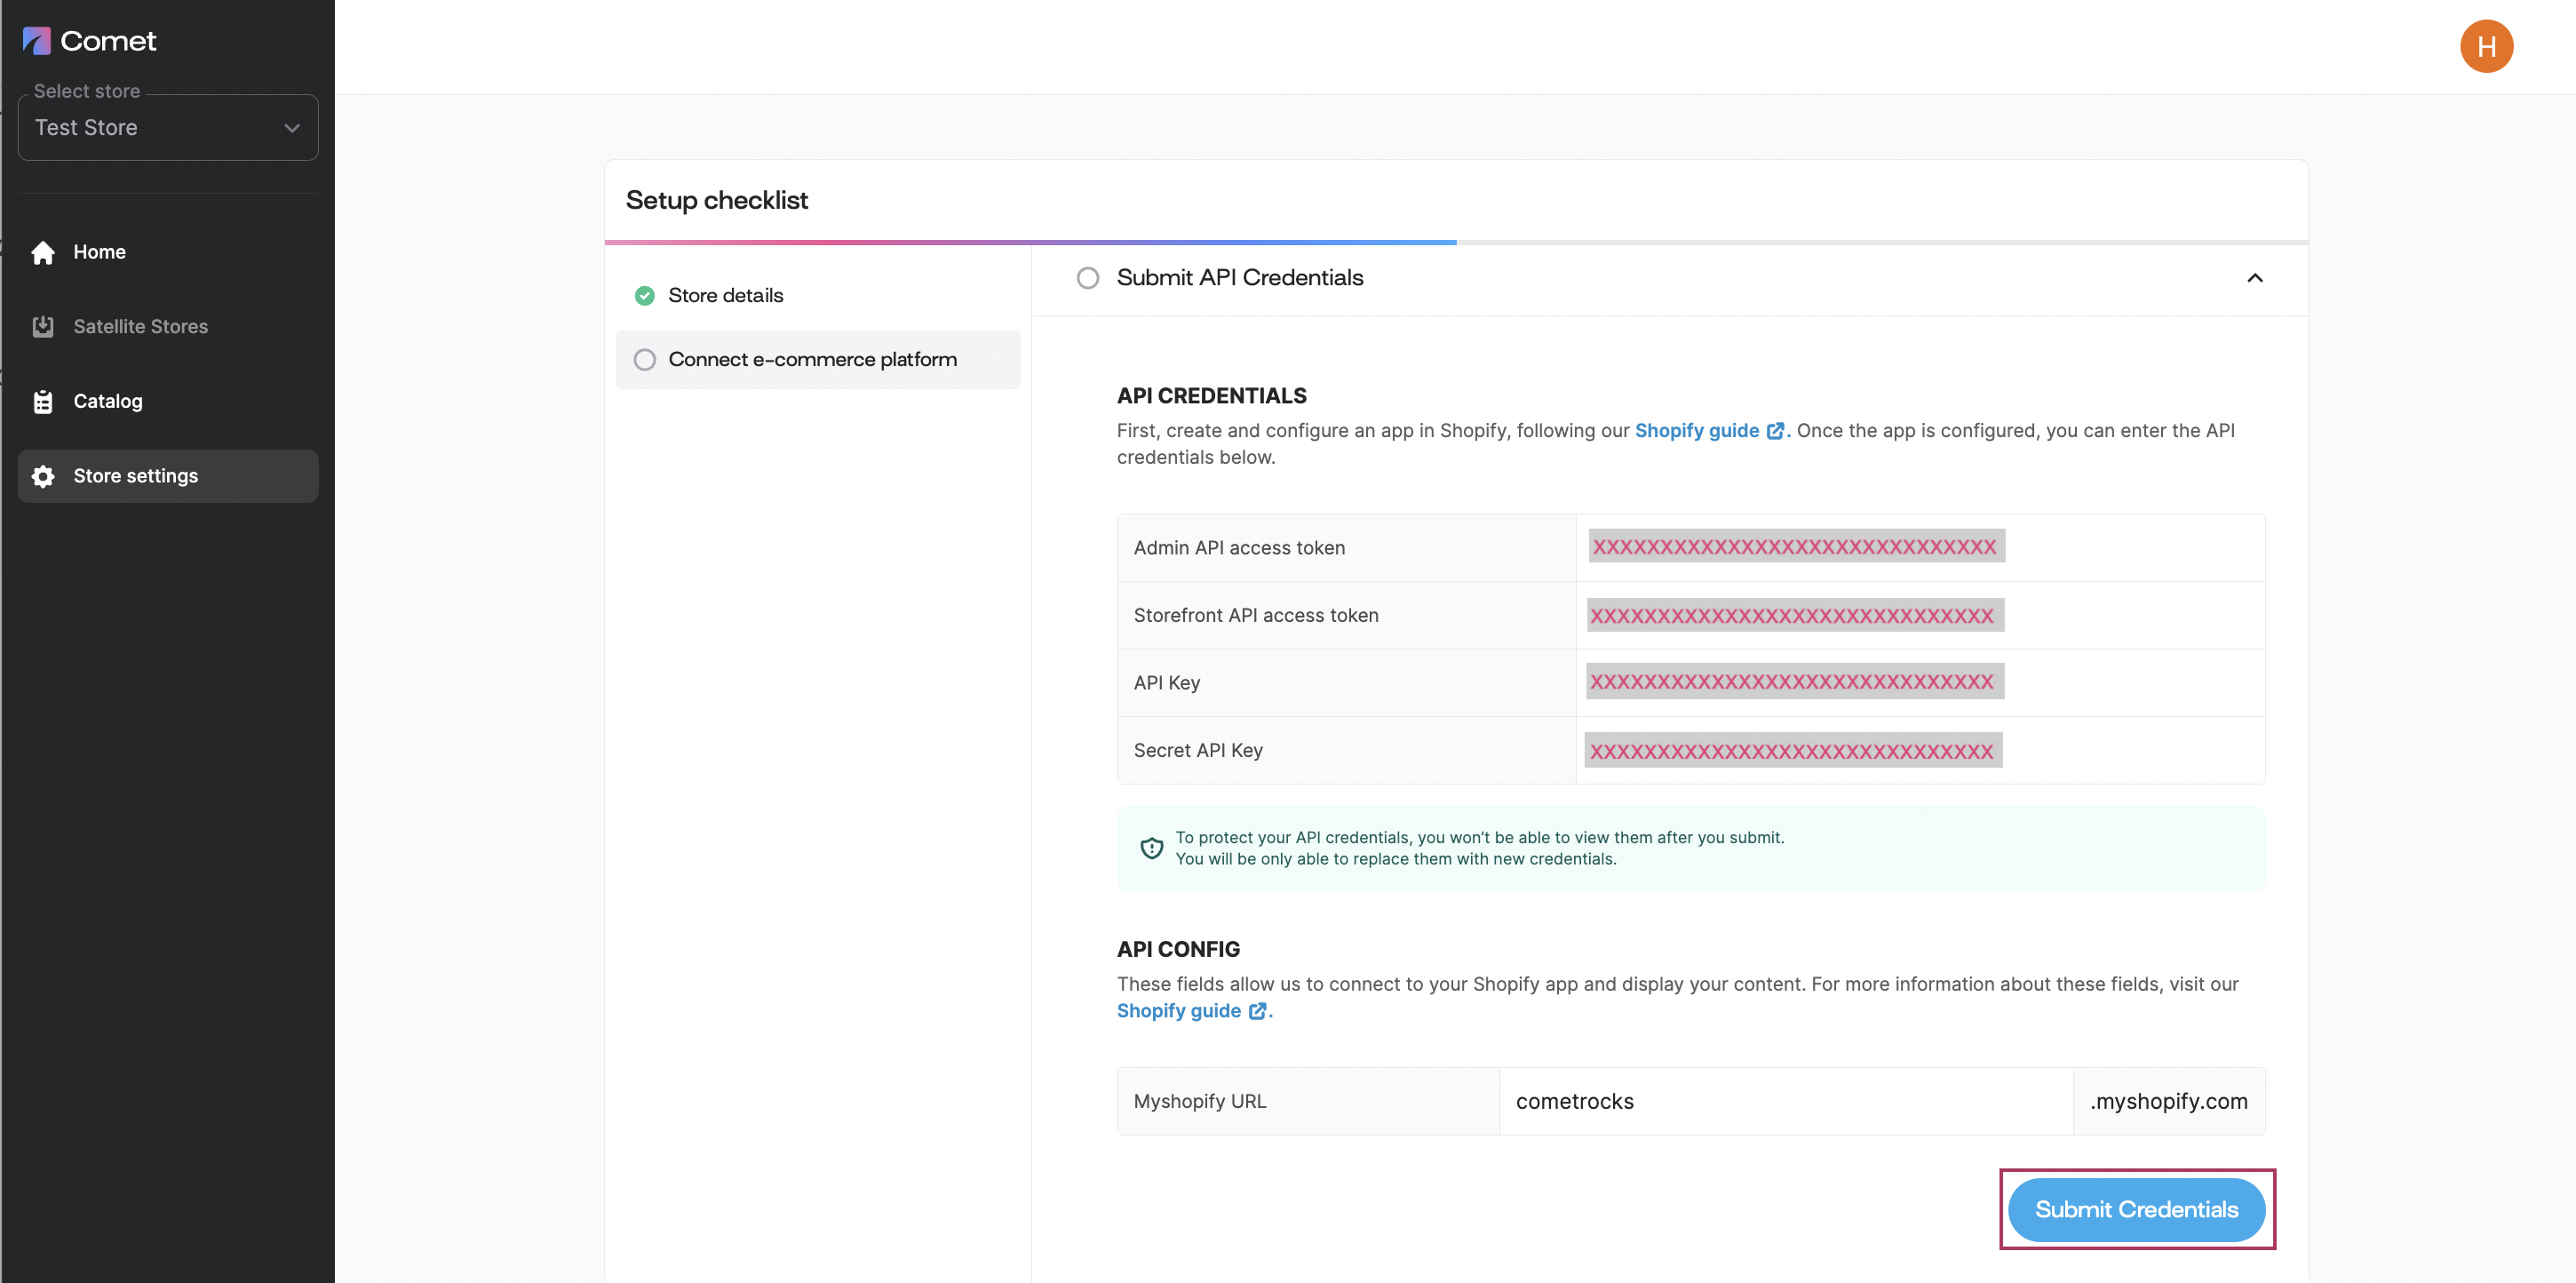 Comet
Select store
Test Store
Home
Satellite Stores
Catalog
Store settings
H
Setup checklist
Store details
Connect e-commerce platform
Submit API Credentials
API CREDENTIALS
First, create and configure an app in Shopify, following our Shopify guide. Once the app is configured, you can enter the API
credentials below.
Admin API access token XXXXXXXXXXXXXXXXXXXXXXXXXXXXXX
Storefront API access token XXXXXXXXXXXXXXXXXXXXXXXXXXXXXX
API Key XXXXXXXXXXXXXXXXXXXXXXXXXXXXXX
Secret API Key XXXXXXXXXXXXXXXXXXXXXXXXXXXXXX
To protect your API credentials, you won’t be able to view them after you submit.
You will be only able to replace them with new credentials.
API CONFIG
These fields allow us to connect to your Shopify app and display your content. For more information about these fields, visit our
Shopify guide.
Myshopify URL cometrocks .myshopify.com
Submit Credentials